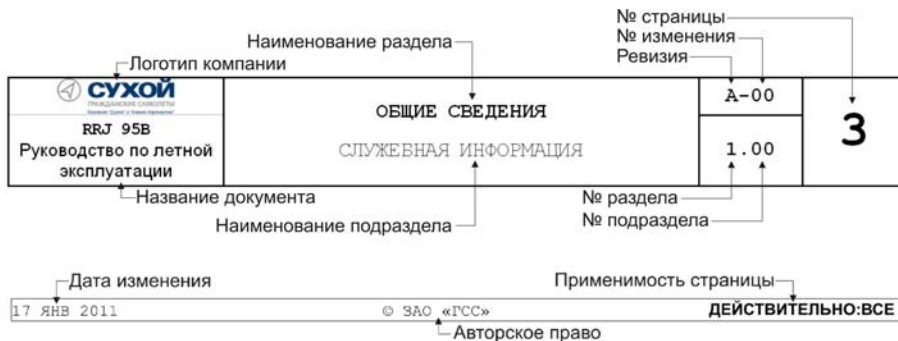 № страницы
№ изменения
Наименование раздела
Ревизия
Логотип компании
СУХОЙ
ГРАЖДАНСКИЕ САМОЛЕТЫ
RRJ 95B
Руководство по летной
эксплуатации
ОБЩИЕ СВЕДЕНИЯ
СЛУЖЕБНАЯ ИНФОРМАЦИЯ
A-00
1.00
3
Название документа
№ раздела
Наименование подраздела
№ подраздела
Дата изменения
Применимость страницы
17 ЯНВ 2011
© ЗАО «ГСС»
ДЕЙСТВИТЕЛЬНО:ВСЕ
Авторское право